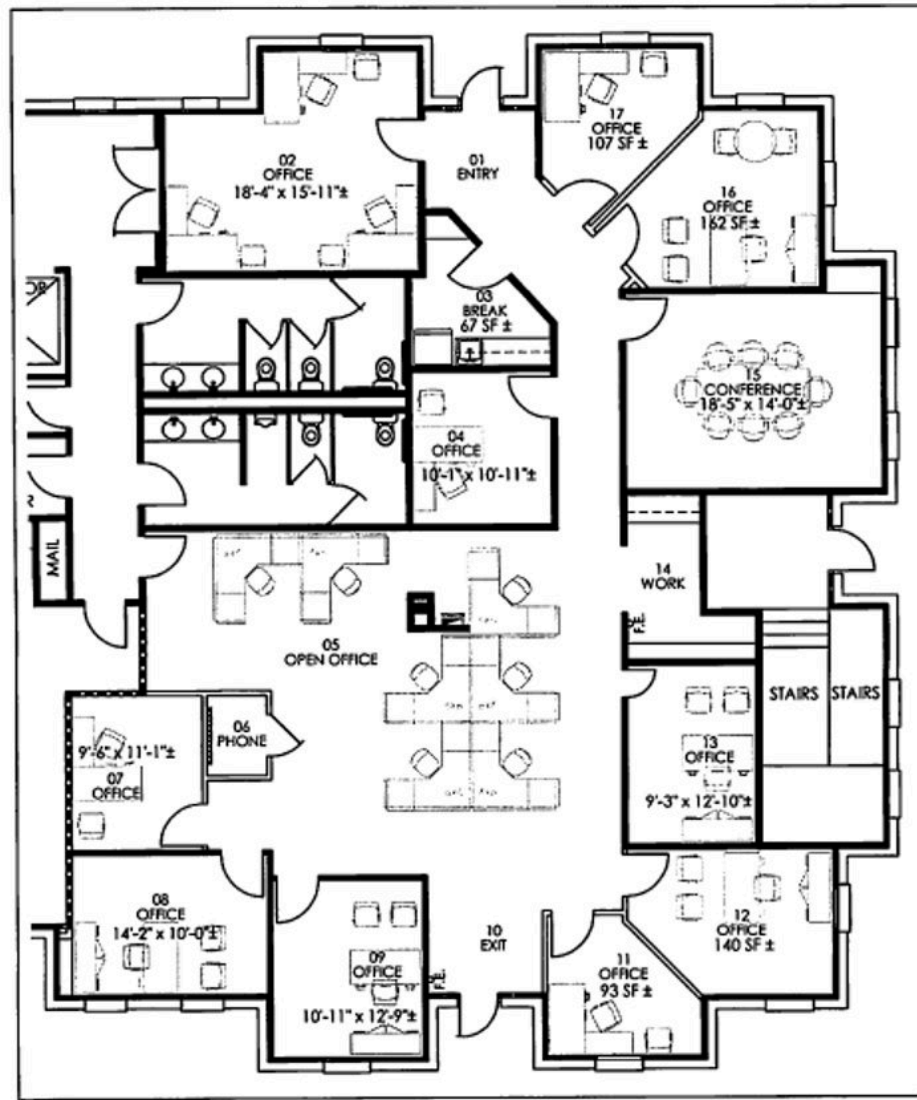 17
OFFICE
107 SF ±
02
OFFICE
18'-4" x 15'-11"±
01
ENTRY
16
OFFICE
162 SF ±
03
BREAK
67 SF ±
15
CONFERENCE
18'-5" x 14'-0"±
04
OFFICE
10'-1" x 10'-11"±
MAIL
14
WORK
F.E.
05
OPEN OFFICE
STAIRS
STAIRS
06
PHONE
9'-6" x 11'-1"±
07
OFFICE
13
OFFICE
9'-3" x 12'-10"±
08
OFFICE
14'-2" x 10'-0"±
12
OFFICE
140 SF ±
10
EXIT
09
OFFICE
10'-11" x 12'-9"±
F.E.
11
OFFICE
93 SF ±